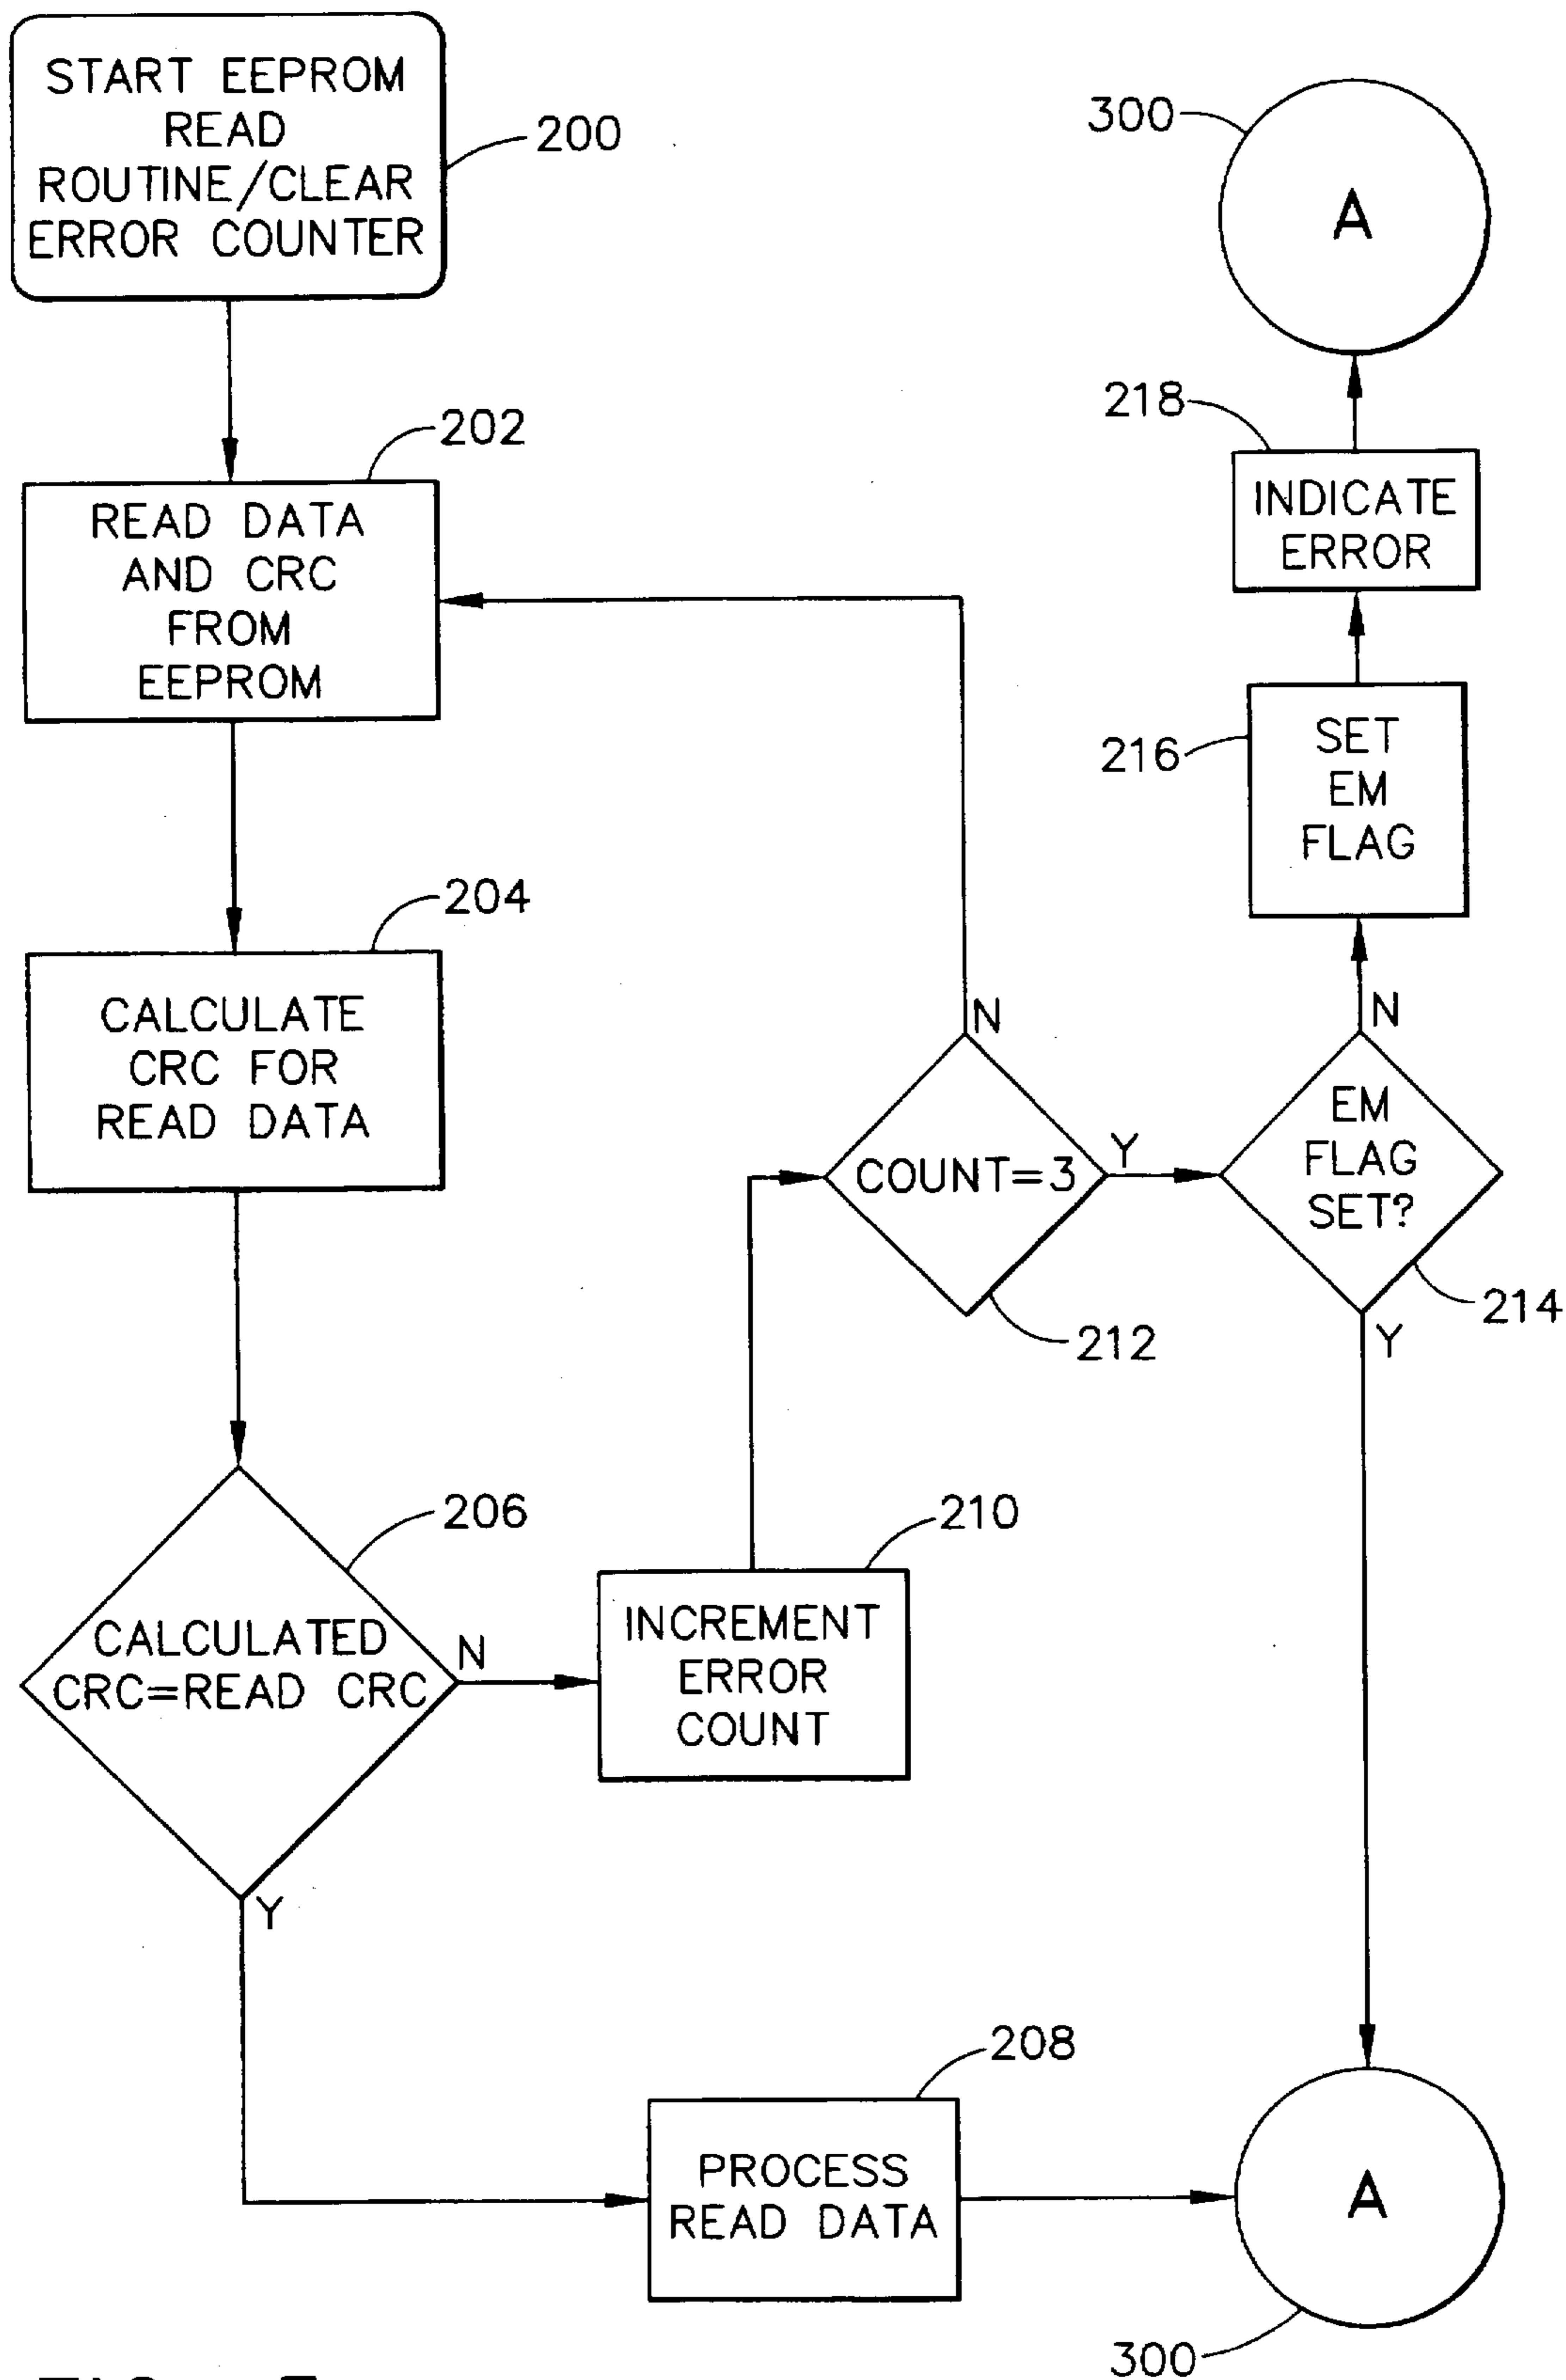 START EEPROM
READ
ROUTINE/CLEAR
ERROR COUNTER
200
READ DATA
AND CRC
FROM
EEPROM
202
CALCULATE
CRC FOR
READ DATA
204
CALCULATED
CRC=READ CRC
206
N
Y
INCREMENT
ERROR
COUNT
210
COUNT=3
212
N
Y
EM
FLAG
SET?
214
N
Y
SET
EM
FLAG
216
INDICATE
ERROR
218
A
300
PROCESS
READ DATA
208
A
300